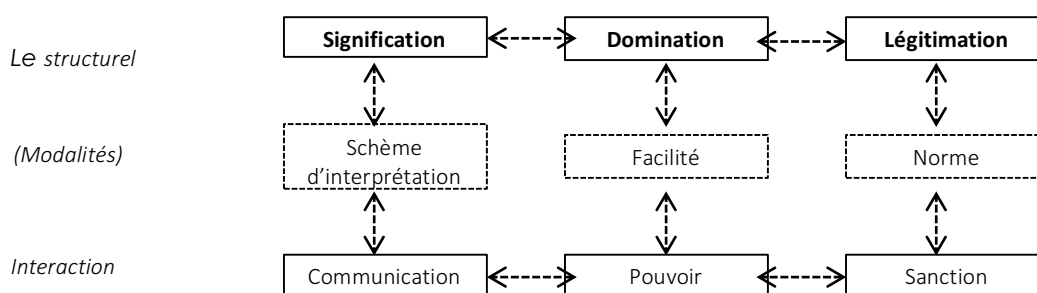 Le structurel
Signification
Domination
Légitimation
(Modalités)
Schème
d’interprétation
Facilité
Norme
Interaction
Communication
Pouvoir
Sanction